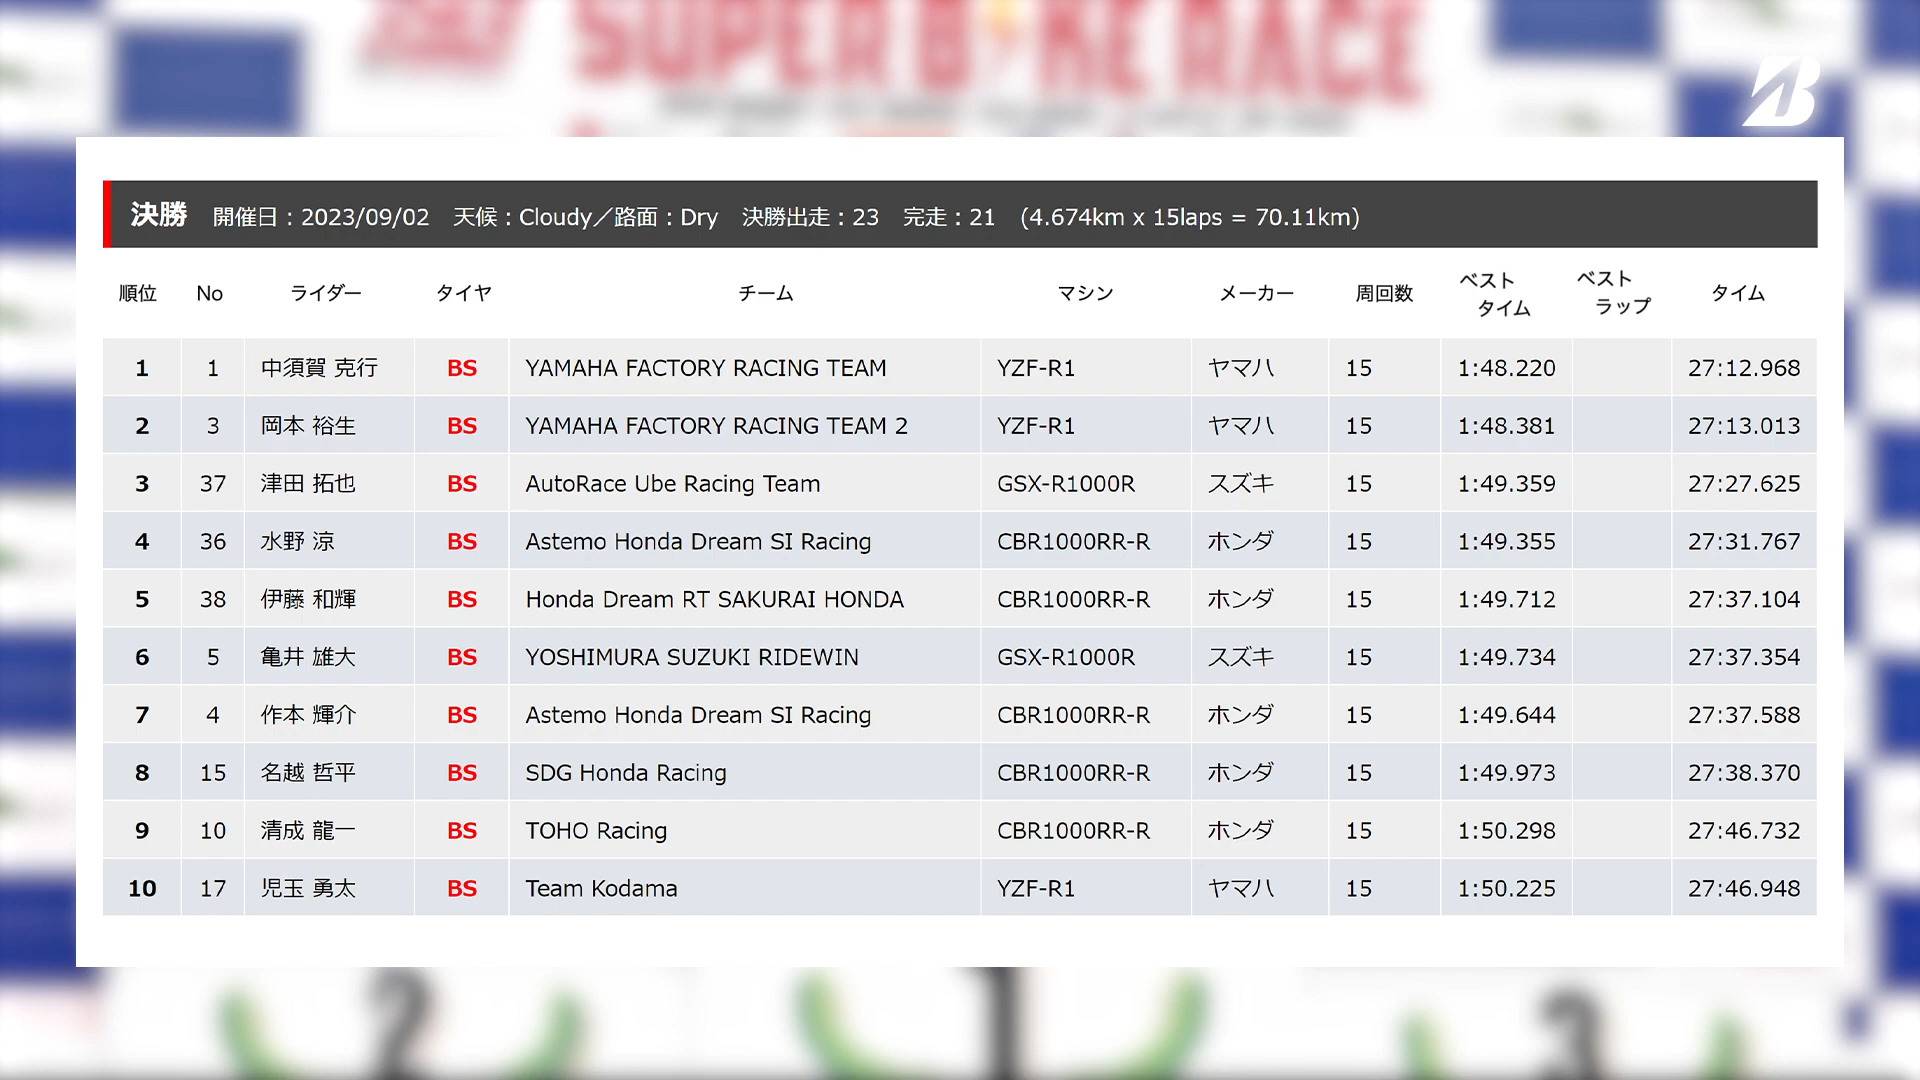 SUPERBIKE RACE
B
決勝 開催日：2023/09/02 天候：Cloudy／路面：Dry 決勝出走：23 完走：21 (4.674km x 15laps = 70.11km)
順位 No ライダー タイヤ チーム マシン メーカー 周回数 ベストタイム ベストラップ タイム
1 1 中須賀 克行 BS YAMAHA FACTORY RACING TEAM YZF-R1 ヤマハ 15 1:48.220 27:12.968
2 3 岡本 裕生 BS YAMAHA FACTORY RACING TEAM 2 YZF-R1 ヤマハ 15 1:48.381 27:13.013
3 37 津田 拓也 BS AutoRace Ube Racing Team GSX-R1000R スズキ 15 1:49.359 27:27.625
4 36 水野 涼 BS Astemo Honda Dream SI Racing CBR1000RR-R ホンダ 15 1:49.355 27:31.767
5 38 伊藤 和輝 BS Honda Dream RT SAKURAI HONDA CBR1000RR-R ホンダ 15 1:49.712 27:37.104
6 5 亀井 雄大 BS YOSHIMURA SUZUKI RIDEWIN GSX-R1000R スズキ 15 1:49.734 27:37.354
7 4 作本 輝介 BS Astemo Honda Dream SI Racing CBR1000RR-R ホンダ 15 1:49.644 27:37.588
8 15 名越 哲平 BS SDG Honda Racing CBR1000RR-R ホンダ 15 1:49.973 27:38.370
9 10 清成 龍一 BS TOHO Racing CBR1000RR-R ホンダ 15 1:50.298 27:46.732
10 17 児玉 勇太 BS Team Kodama YZF-R1 ヤマハ 15 1:50.225 27:46.948
2 1 3